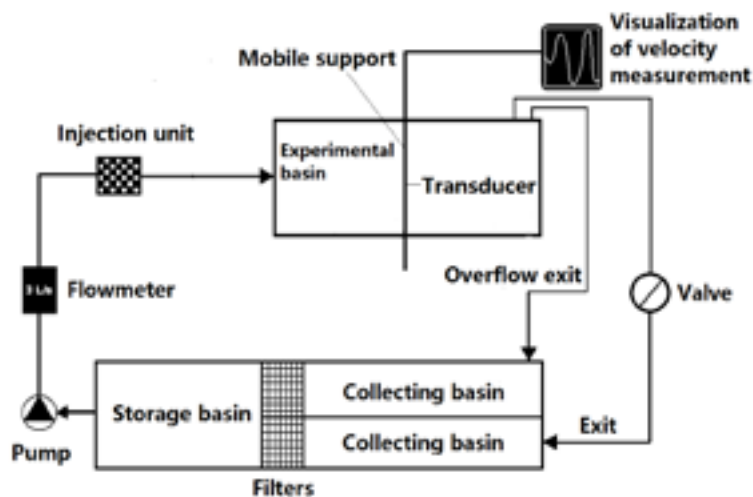 Visualization
of velocity
measurement
Mobile support
Injection unit
Experimental
basin
Transducer
3 L/s
Flowmeter
Overflow exit
Valve
Storage basin
Collecting basin
Collecting basin
Exit
Pump
Filters